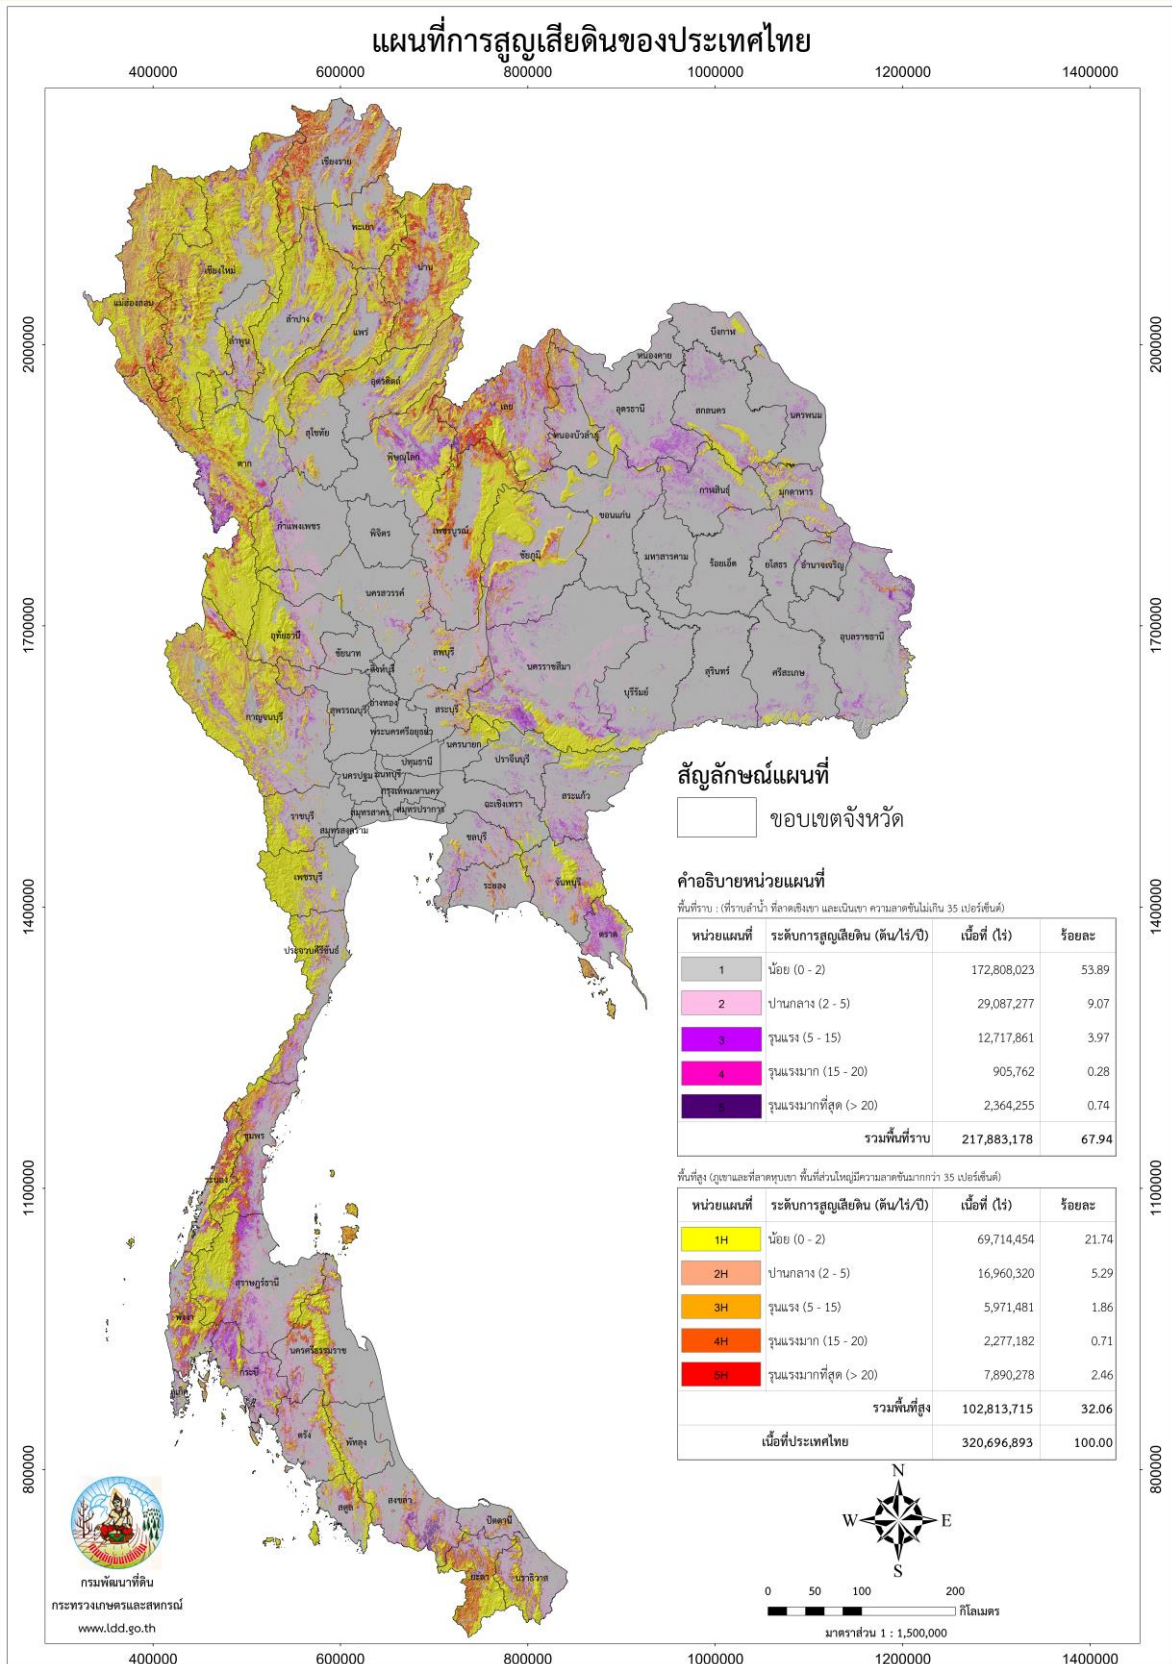 แผนที่การสูญเสียดินของประเทศไทย
400000 600000 800000 1000000 1200000 1400000
เชียงราย
พะเยา
น่าน
เชียงใหม่
แม่ฮ่องสอน
ลำปาง
แพร่
ลำพูน
2000000 2000000
บึงกาฬ
หนองคาย
อุตรดิตถ์
เลย
อุดรธานี
สกลนคร
นครพนม
สุโขทัย
หนองบัวลำภู
พิษณุโลก
ตาก
กาฬสินธุ์
มุกดาหาร
กำแพงเพชร
พิจิตร
เพชรบูรณ์
ขอนแก่น
ชัยภูมิ
มหาสารคาม
ร้อยเอ็ด
ยโสธร
อำนาจเจริญ
นครสวรรค์
1700000 1700000
อุทัยธานี
ชัยนาท
ลพบุรี
นครราชสีมา
บุรีรัมย์
สุรินทร์
ศรีสะเกษ
อุบลราชธานี
สิงห์บุรี
กาญจนบุรี
สุพรรณบุรี
อ่างทอง
สระบุรี
พระนครศรีอยุธยา
นครนายก
ปทุมธานี
ปราจีนบุรี
นครปฐม
นนทบุรี
กรุงเทพมหานคร
สระแก้ว
ราชบุรี
สมุทรสาคร
สมุทรปราการ
ฉะเชิงเทรา
สมุทรสงคราม
ชลบุรี
เพชรบุรี
ระยอง
จันทบุรี
1400000 1400000
ตราด
ประจวบคีรีขันธ์
ชุมพร
ระนอง
1100000 1100000
สุราษฎร์ธานี
พังงา
นครศรีธรรมราช
กระบี่
ภูเก็ต
ตรัง
พัทลุง
800000 800000
สตูล
สงขลา
ปัตตานี
ยะลา
นราธิวาส
สัญลักษณ์แผนที่
ขอบเขตจังหวัด
คำอธิบายหน่วยแผนที่
พื้นที่ราบ : (ที่ราบลำน้ำ ที่ลาดเชิงเขา และเนินเขา ความลาดชันไม่เกิน 35 เปอร์เซ็นต์)
หน่วยแผนที่ ระดับการสูญเสียดิน (ตัน/ไร่/ปี) เนื้อที่ (ไร่) ร้อยละ
1 น้อย (0 - 2) 172,808,023 53.89
2 ปานกลาง (2 - 5) 29,087,277 9.07
3 รุนแรง (5 - 15) 12,717,861 3.97
4 รุนแรงมาก (15 - 20) 905,762 0.28
5 รุนแรงมากที่สุด (> 20) 2,364,255 0.74
รวมพื้นที่ราบ 217,883,178 67.94
พื้นที่สูง (ภูเขาและที่ลาดหุบเขา พื้นที่ส่วนใหญ่มีความลาดชันมากกว่า 35 เปอร์เซ็นต์)
หน่วยแผนที่ ระดับการสูญเสียดิน (ตัน/ไร่/ปี) เนื้อที่ (ไร่) ร้อยละ
1H น้อย (0 - 2) 69,714,454 21.74
2H ปานกลาง (2 - 5) 16,960,320 5.29
3H รุนแรง (5 - 15) 5,971,481 1.86
4H รุนแรงมาก (15 - 20) 2,277,182 0.71
5H รุนแรงมากที่สุด (> 20) 7,890,278 2.46
รวมพื้นที่สูง 102,813,715 32.06
เนื้อที่ประเทศไทย 320,696,893 100.00
N
W E
S
0 50 100 200
กิโลเมตร
มาตราส่วน 1 : 1,500,000
กรมพัฒนาที่ดิน
กรมพัฒนาที่ดิน
กระทรวงเกษตรและสหกรณ์
www.ldd.go.th
400000 600000 800000 1000000 1200000 1400000